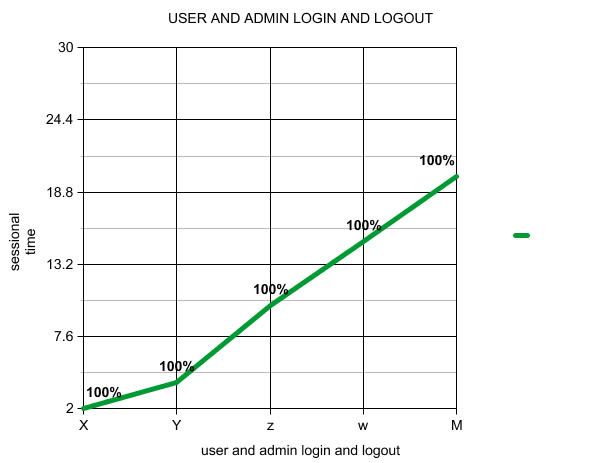 USER AND ADMIN LOGIN AND LOGOUT
30
24.4
18.8
13.2
7.6
2
sessional
time
100%
100%
100%
100%
100%
X
Y
z
w
M
user and admin login and logout